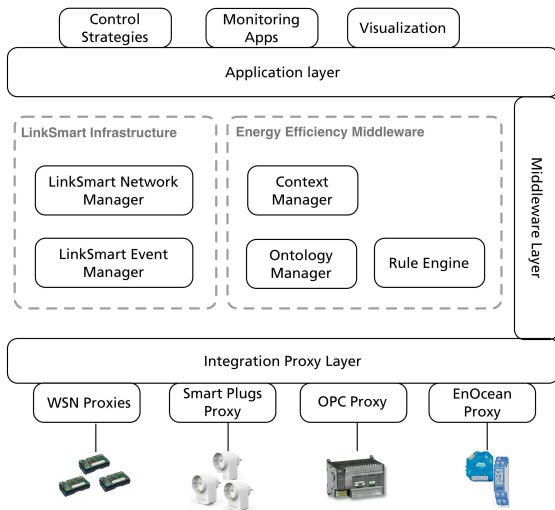 Control
Strategies
Monitoring
Apps
Visualization
Application layer
LinkSmart Infrastructure
Energy Efficiency Middleware
LinkSmart Network
Manager
Context
Manager
LinkSmart Event
Manager
Ontology
Manager
Rule Engine
Middleware Layer
Integration Proxy Layer
WSN Proxies
Smart Plugs
Proxy
OPC Proxy
EnOcean
Proxy